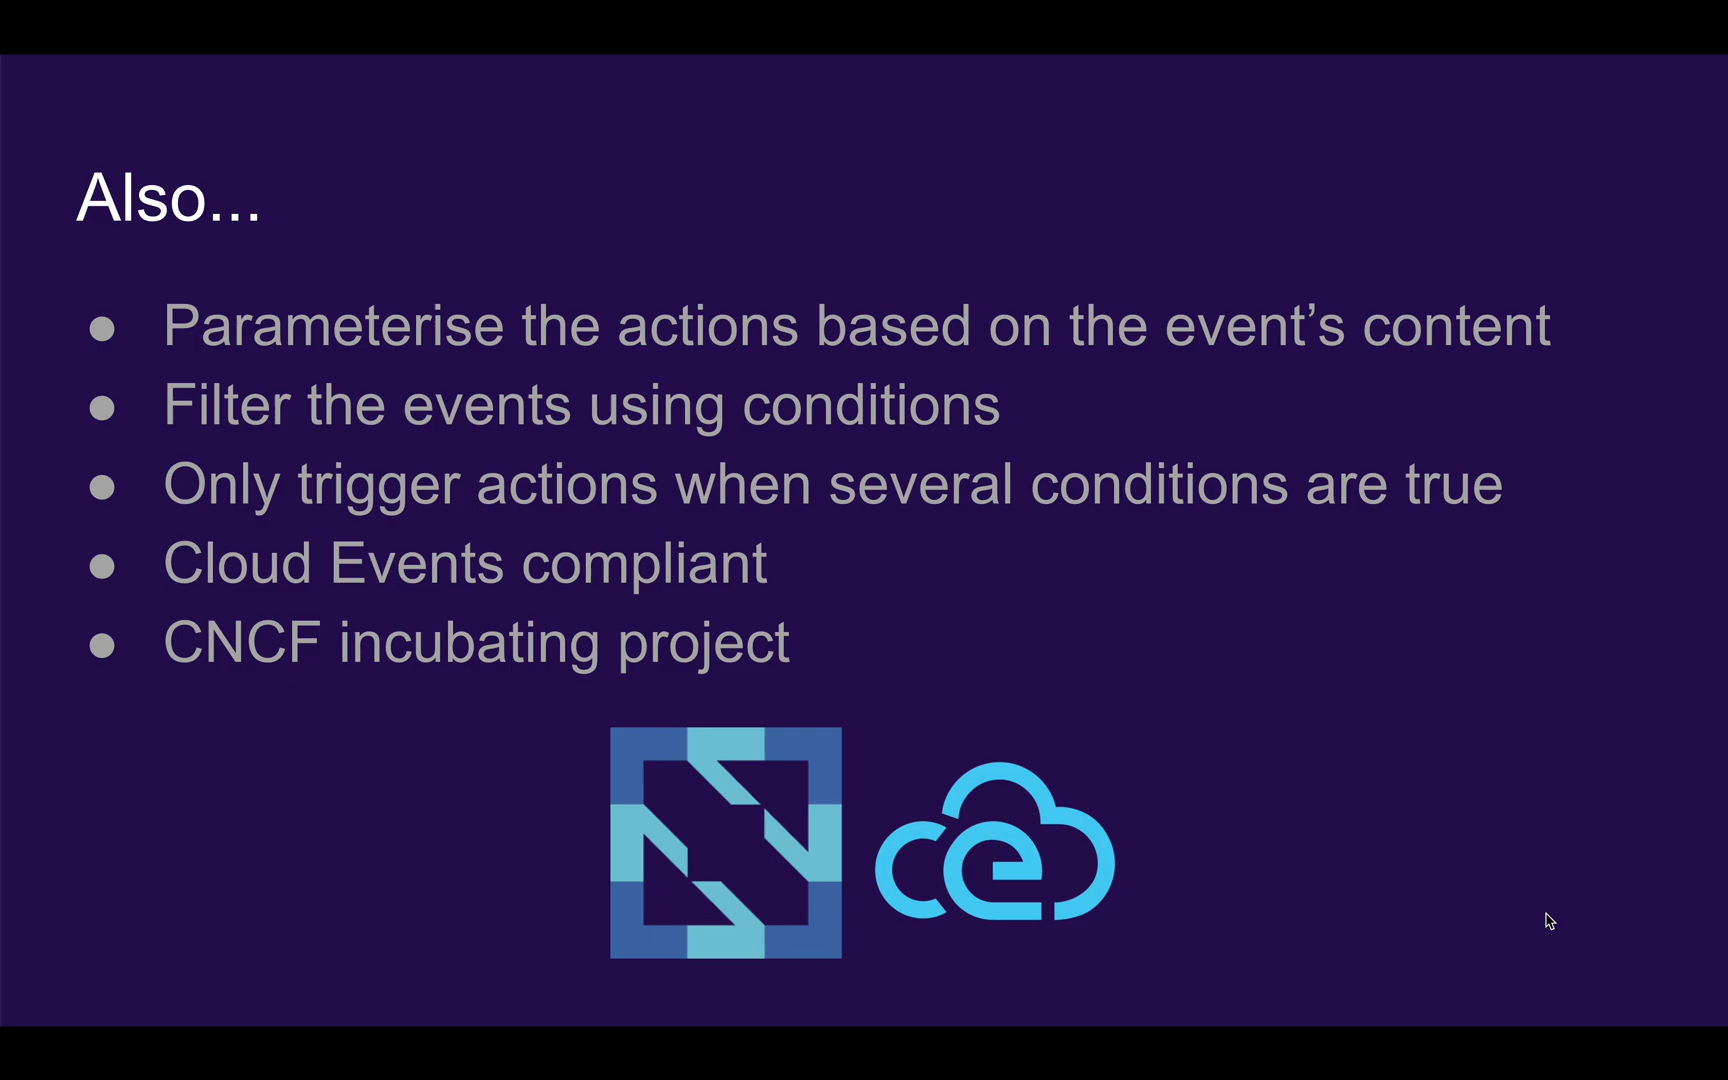 Also...
● Parameterise the actions based on the event’s content
● Filter the events using conditions
● Only trigger actions when several conditions are true
● Cloud Events compliant
● CNCF incubating project